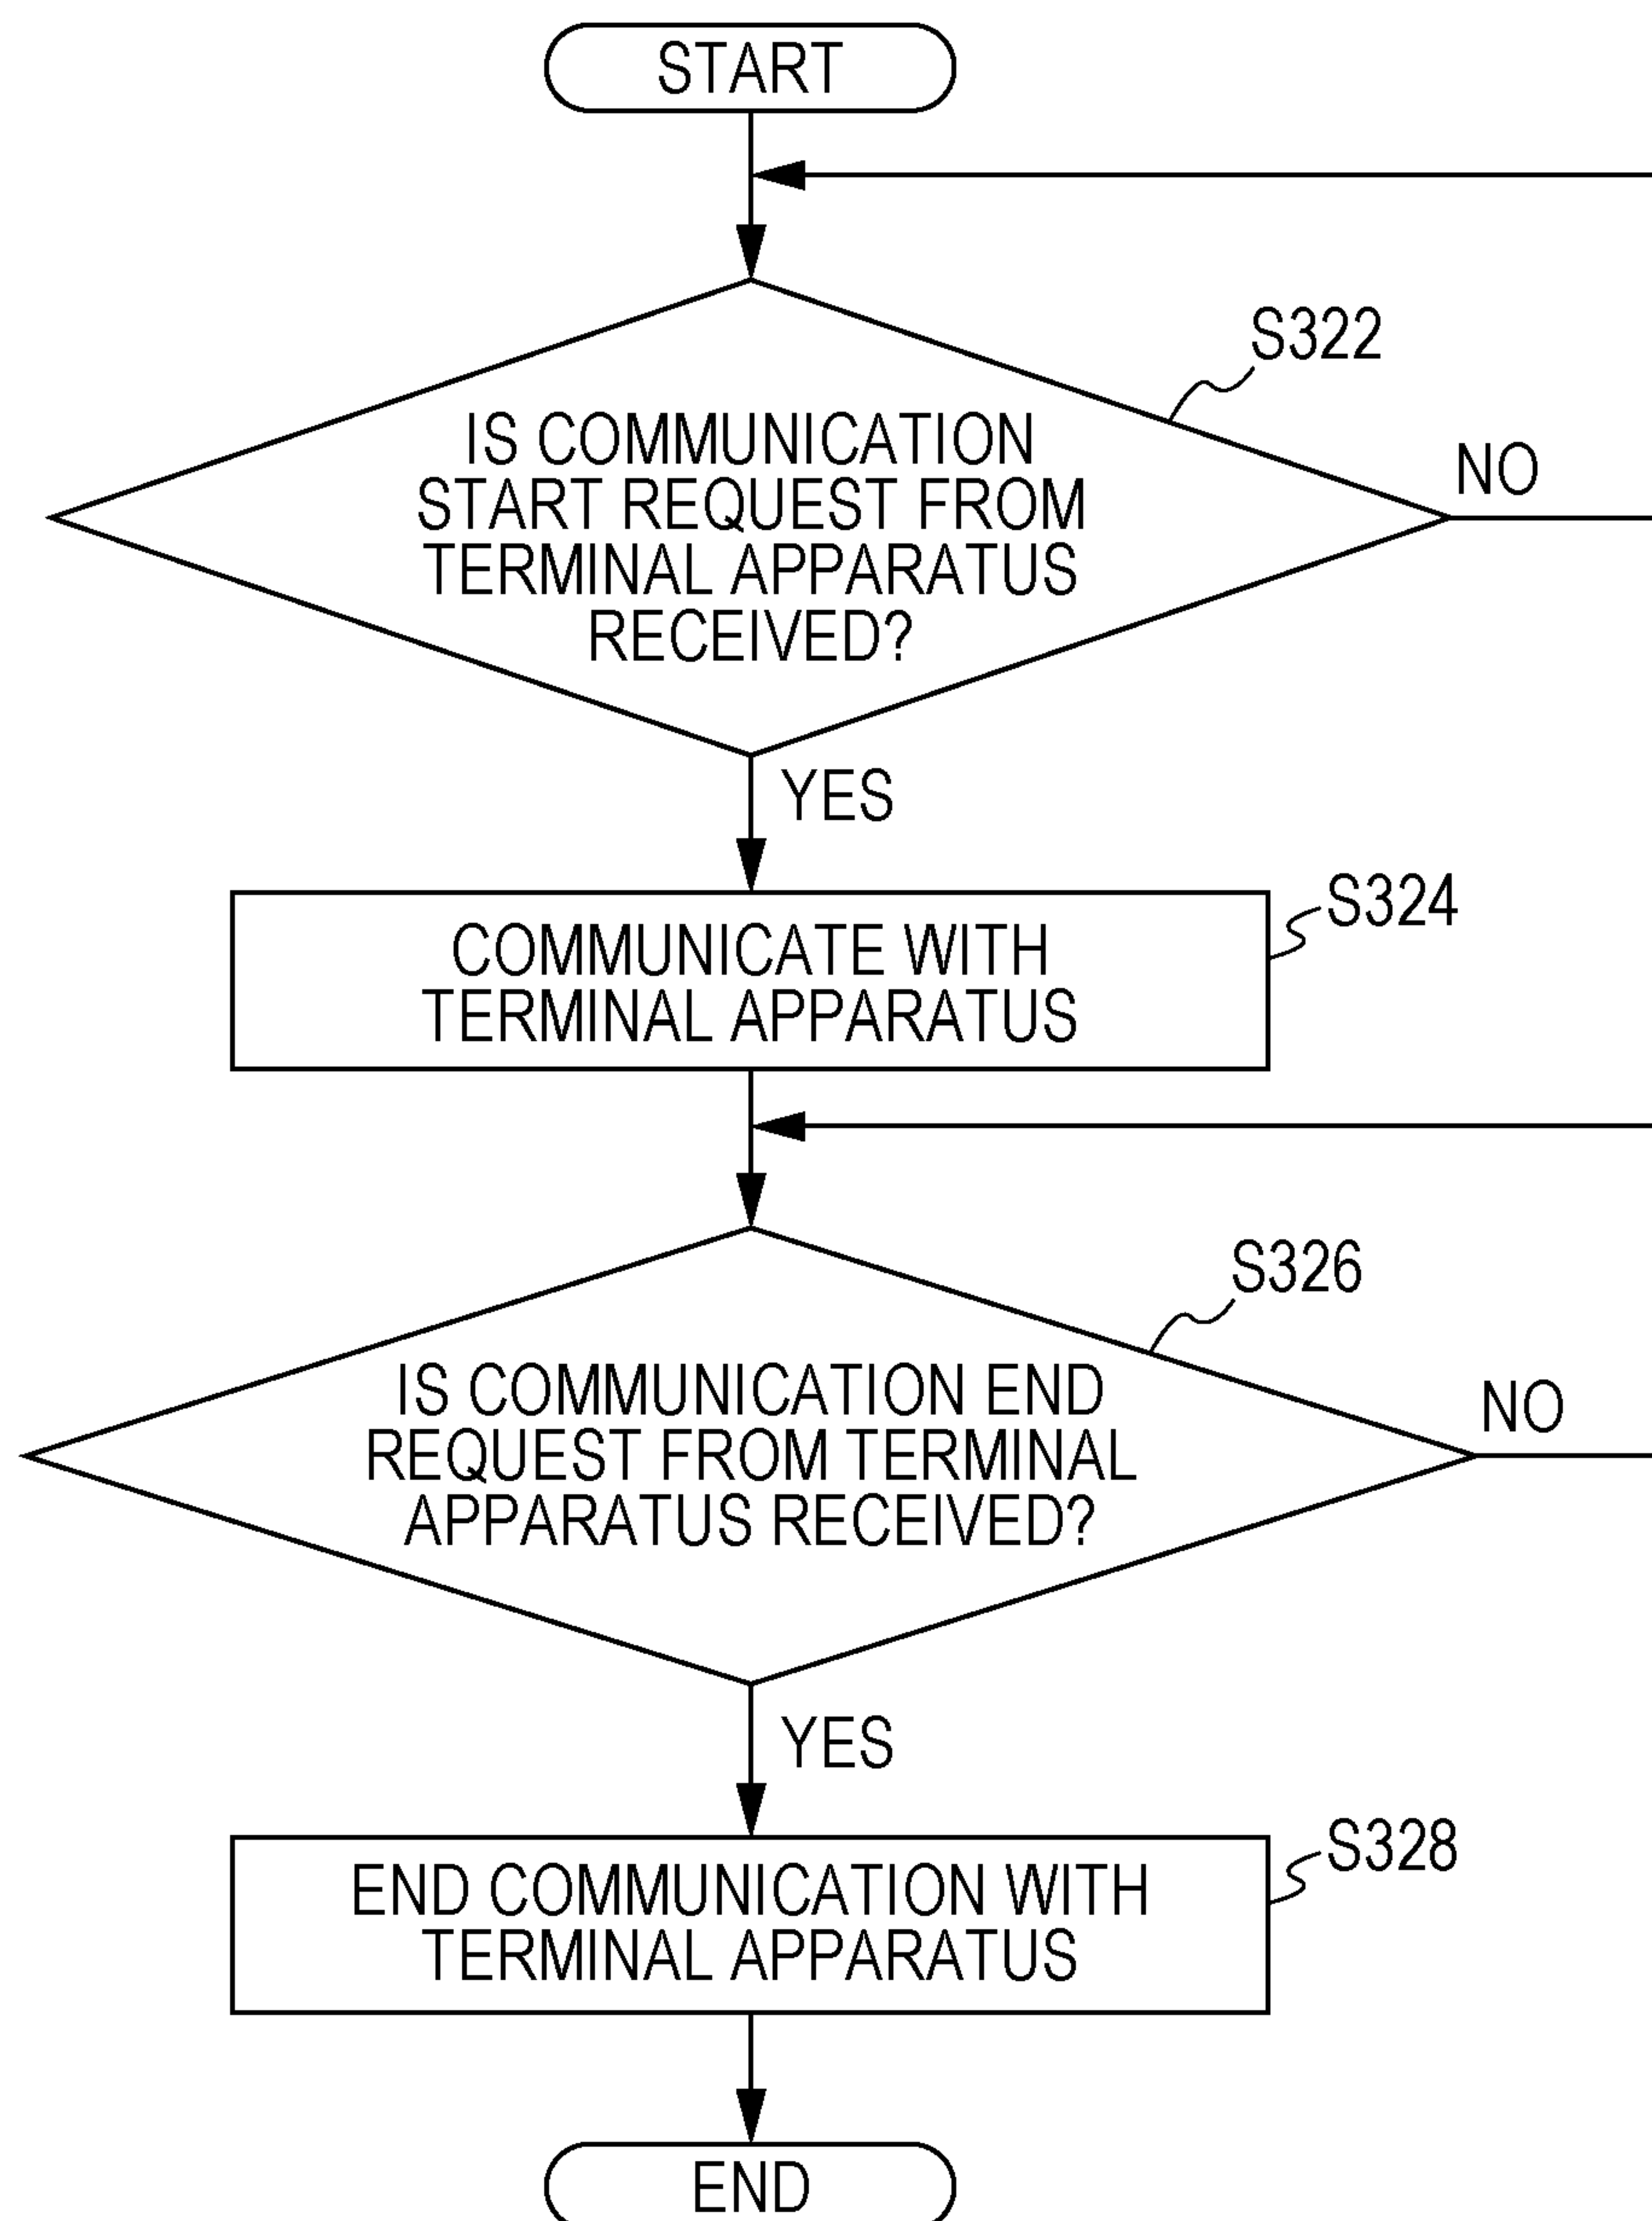 START
S322
IS COMMUNICATION
START REQUEST FROM
TERMINAL APPARATUS
RECEIVED?
NO
YES
S324
COMMUNICATE WITH
TERMINAL APPARATUS
S326
IS COMMUNICATION END
REQUEST FROM TERMINAL
APPARATUS RECEIVED?
NO
YES
S328
END COMMUNICATION WITH
TERMINAL APPARATUS
END